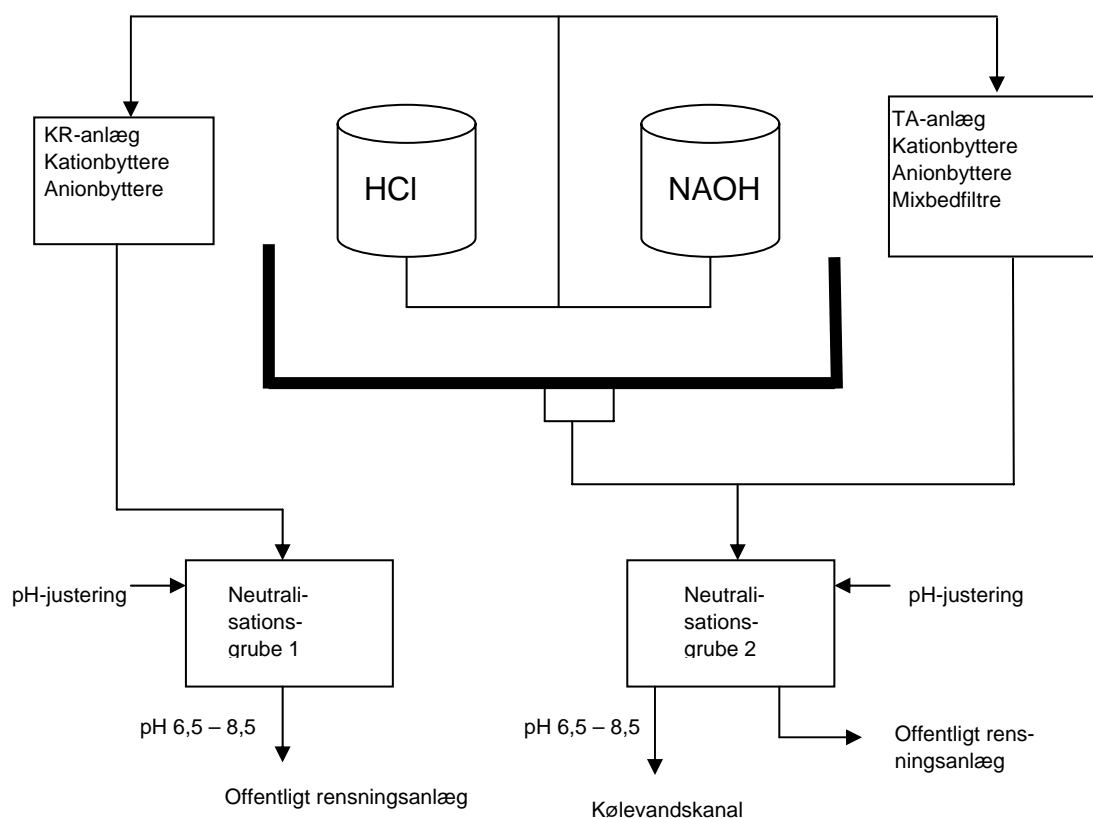 KR-anlæg
Kationbyttere
Anionbyttere
HCl
NAOH
TA-anlæg
Kationbyttere
Anionbyttere
Mixbedfiltre
pH-justering
Neutrali-
sations-
grube 1
Neutrali-
sations-
grube 2
pH-justering
pH 6,5 – 8,5
Offentligt rensningsanlæg
pH 6,5 – 8,5
Kølevandskanal
Offentligt rens-
ningsanlæg